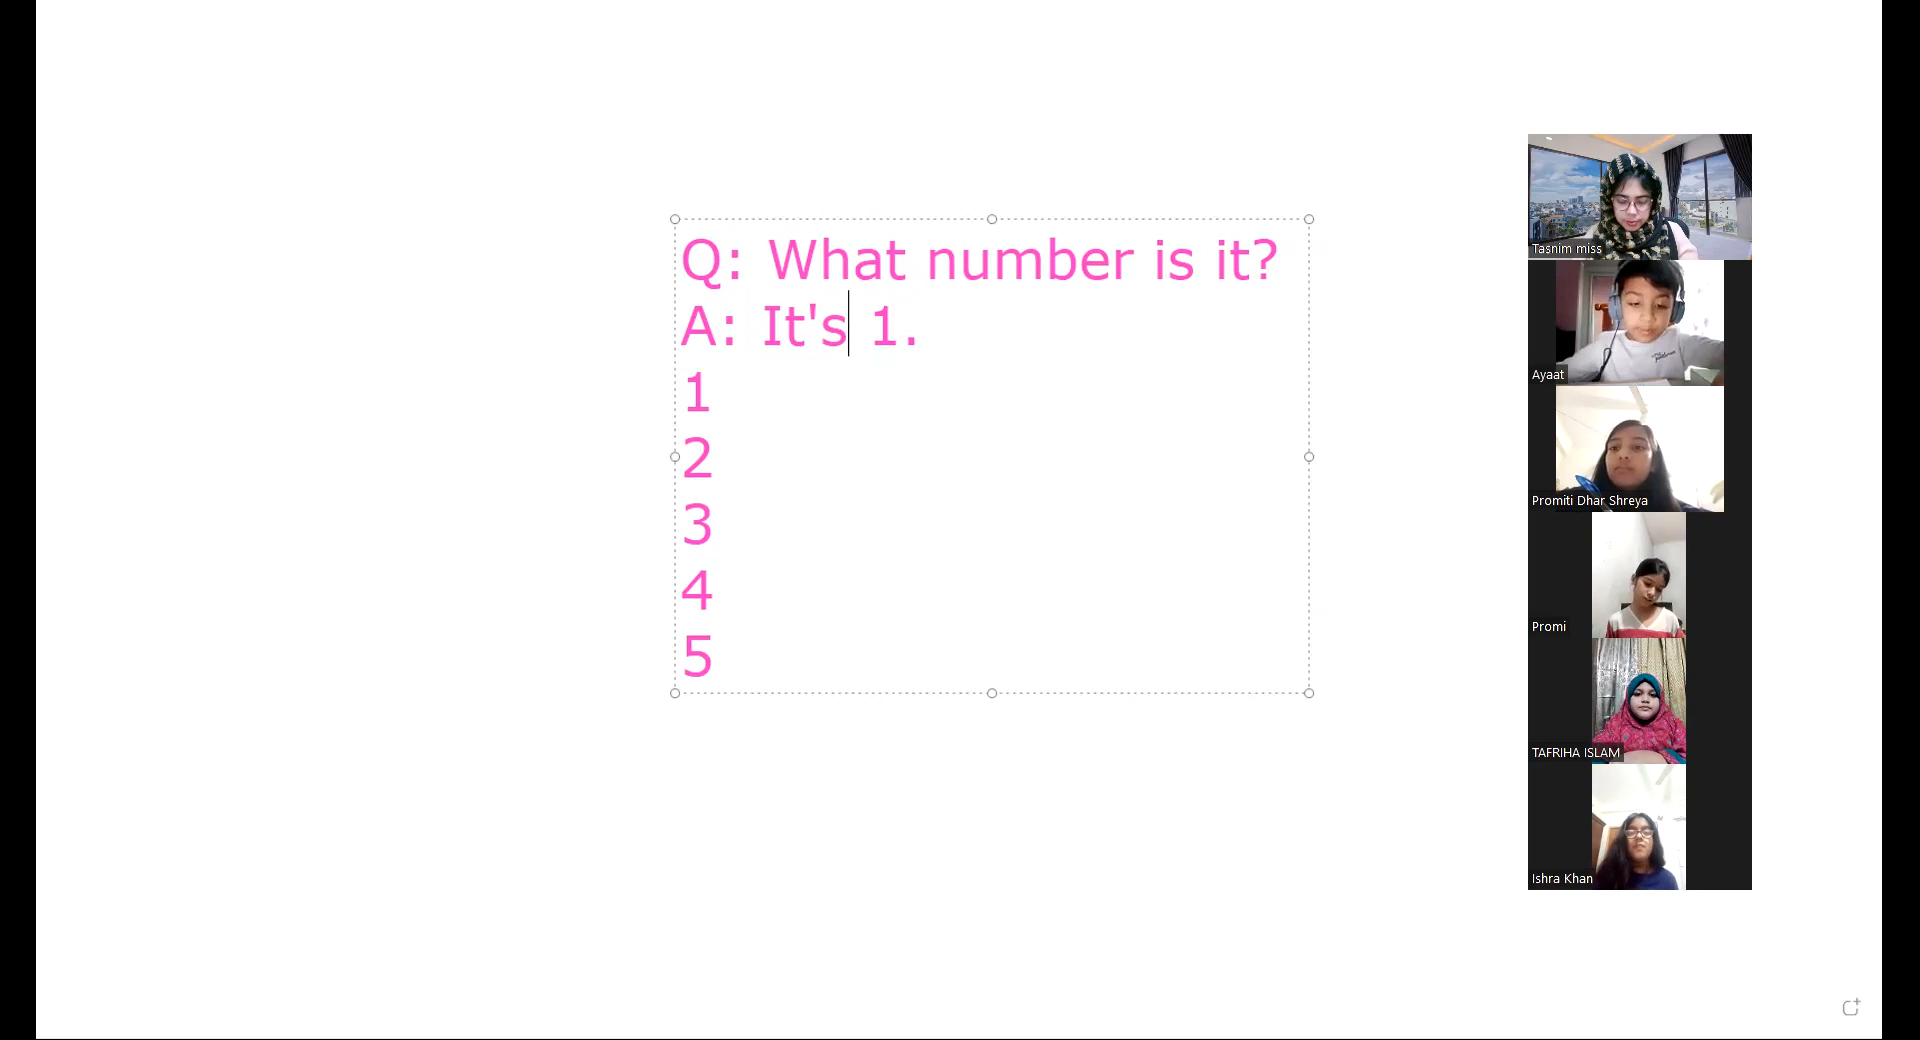 Q: What number is it?
A: It's 1.
1
2
3
4
5
Tasnim miss
Ayaat
Promiti Dhar Shreya
Promi
TAFRIHA ISLAM
Ishra Khan